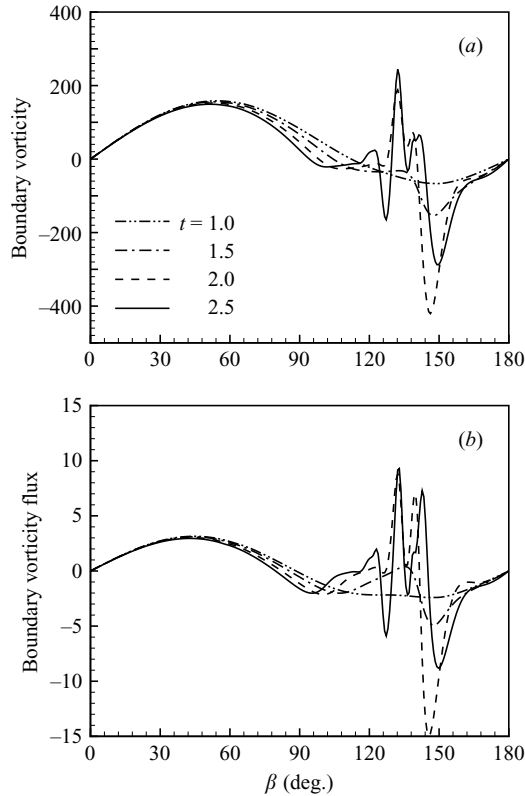 400
200
0
–200
–400
Boundary vorticity
(a)
t = 1.0
1.5
2.0
2.5
0 30 60 90 120 150 180
15
10
5
0
–5
–10
–15
Boundary vorticity flux
(b)
0 30 60 90 120 150 180
β (deg.)